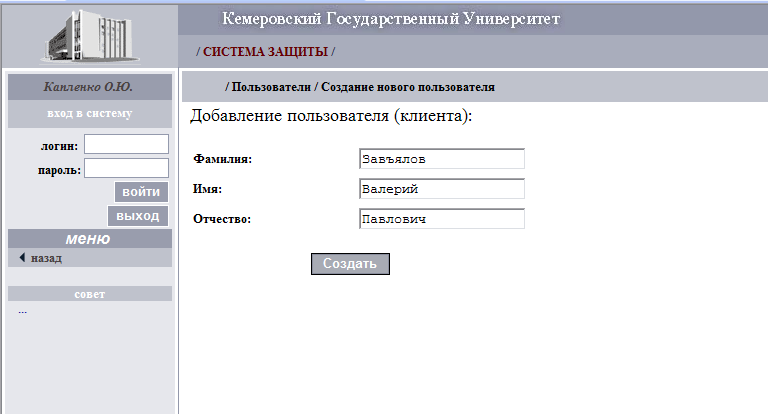 Кемеровский Государственный Университет
/ СИСТЕМА ЗАЩИТЫ /
Капленко О.Ю.
вход в систему
логин:
пароль:
войти
выход
меню
назад
совет
...
/ Пользователи / Создание нового пользователя
Добавление пользователя (клиента):
Фамилия: Завъялов
Имя: Валерий
Отчество: Павлович
Создать